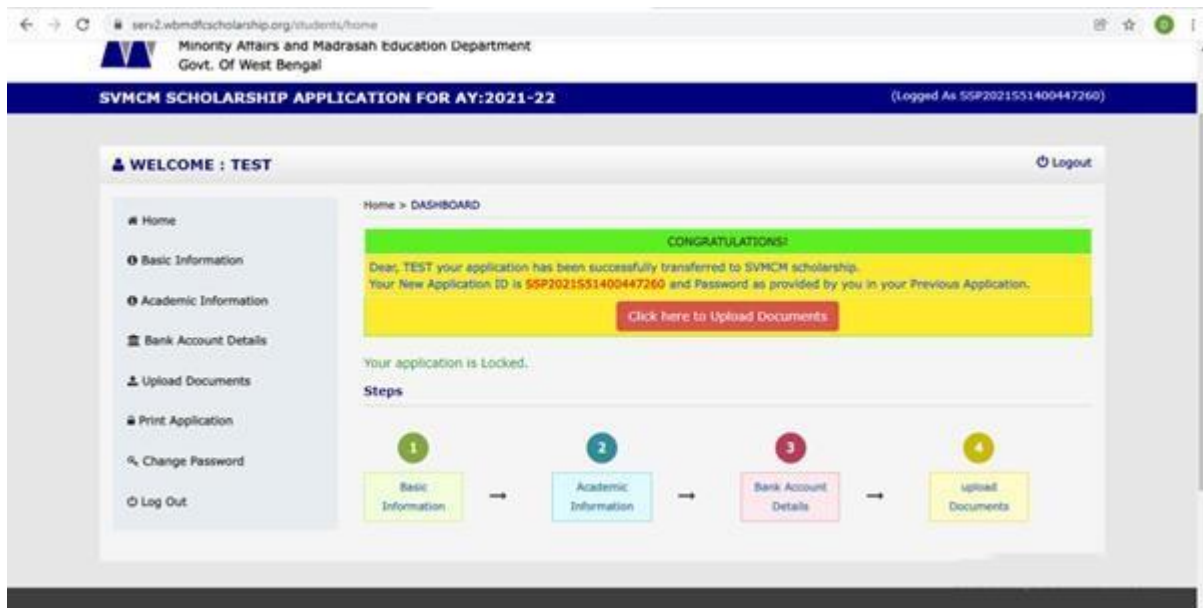 serv2.wbmdfcscholarship.org/students/home
Minority Affairs and Madrasah Education Department
Govt. Of West Bengal
SVMCM SCHOLARSHIP APPLICATION FOR AY:2021-22
(Logged As SSP2021551400447260)
WELCOME : TEST
Logout
Home
Basic Information
Academic Information
Bank Account Details
Upload Documents
Print Application
Change Password
Log Out
Home > DASHBOARD
CONGRATULATIONS!
Dear, TEST your application has been successfully transferred to SVMCM scholarship.
Your New Application ID is SSP2021551400447260 and Password as provided by you in your Previous Application.
Click here to Upload Documents
Your application is Locked.
Steps
1
Basic
Information
2
Academic
Information
3
Bank Account
Details
4
upload
Documents